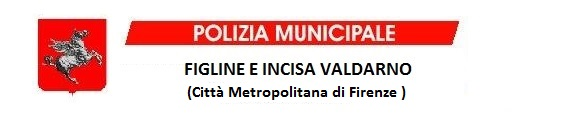 POLIZIA MUNICIPALE
FIGLINE E INCISA VALDARNO
(Città Metropolitana di Firenze )